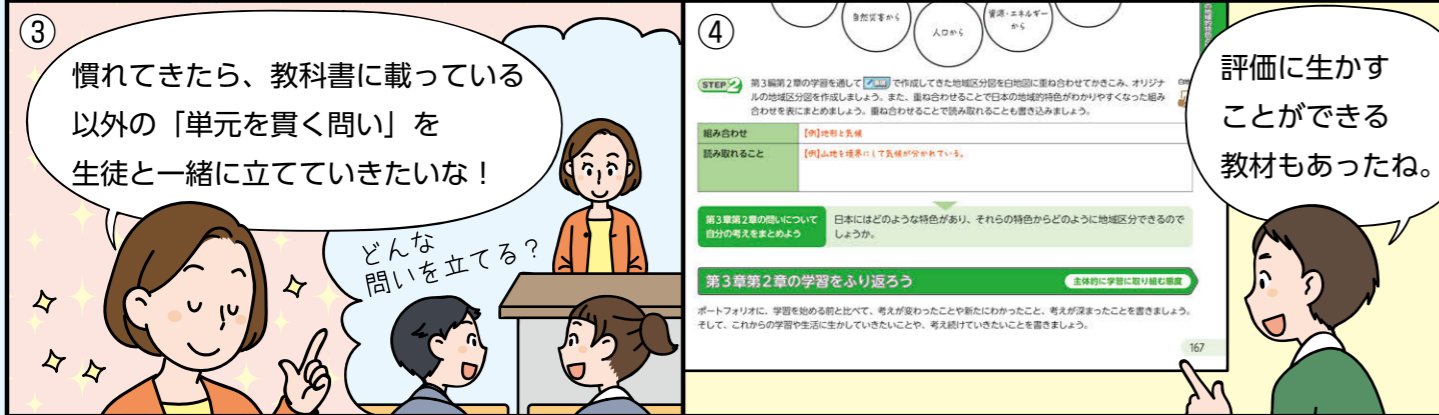 ③
慣れてきたら、教科書に載っている
以外の「単元を貫く問い」を
生徒と一緒に立てていきたいな！
どんな
問いを立てる？
④
自然災害から
人口から
資源・エネルギー
から
の地域的特色と
STEP 2
第3編第2章の学習を通して で作成してきた地域区分図を白地図に重ね合わせてかきこみ、オリジナ
ルの地域区分図を作成しましょう。また、重ね合わせることで日本の地域的特色がわかりやすくなった組み
合わせを表にまとめましょう。重ね合わせることで読み取れることも書き込みましょう。
組み合わせ
【例】地形と気候
読み取れること
【例】山地を境界にして気候が分かれている。
第3章第2章の問いについて
自分の考えをまとめよう
日本にはどのような特色があり、それらの特色からどのように地域区分できるので
しょうか。
第3章第2章の学習をふり返ろう
主体的に学習に取り組む態度
ポートフォリオに、学習を始める前と比べて、考えが変わったことや新たにわかったこと、考えが深まったことを書きましょう。
そして、これからの学習や生活に生かしていきたいことや、考え続けていきたいことを書きましょう。
167
評価に生かす
ことができる
教材もあったね。